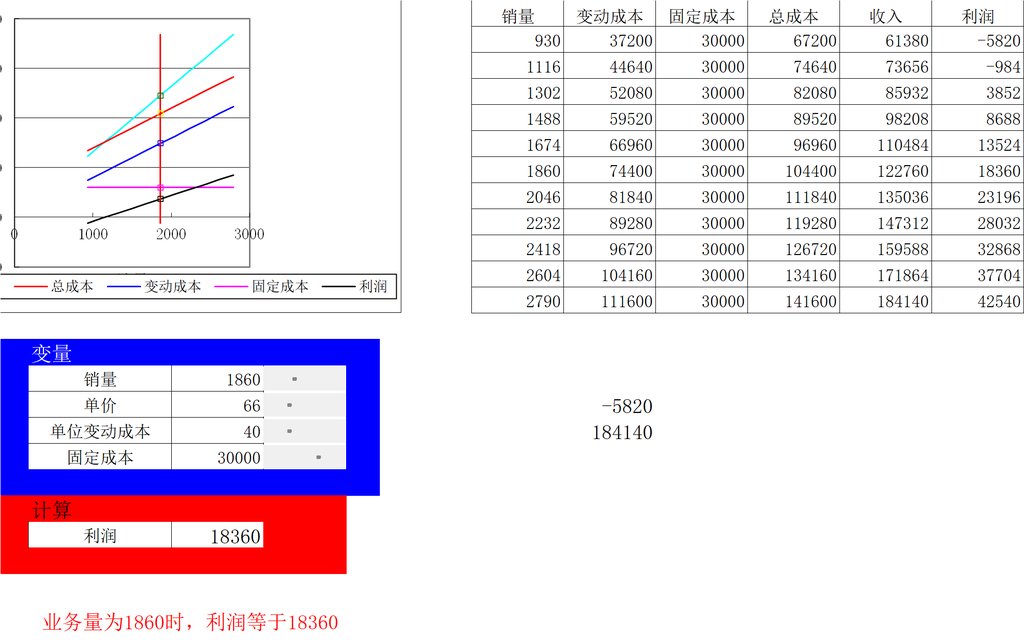 0 1000 2000 3000
总成本 变动成本 固定成本 利润
销量 变动成本 固定成本 总成本 收入 利润
930 37200 30000 67200 61380 -5820
1116 44640 30000 74640 73656 -984
1302 52080 30000 82080 85932 3852
1488 59520 30000 89520 98208 8688
1674 66960 30000 96960 110484 13524
1860 74400 30000 104400 122760 18360
2046 81840 30000 111840 135036 23196
2232 89280 30000 119280 147312 28032
2418 96720 30000 126720 159588 32868
2604 104160 30000 134160 171864 37704
2790 111600 30000 141600 184140 42540
变量
销量 1860
单价 66
单位变动成本 40
固定成本 30000
-5820
184140
计算
利润 18360
业务量为1860时，利润等于18360